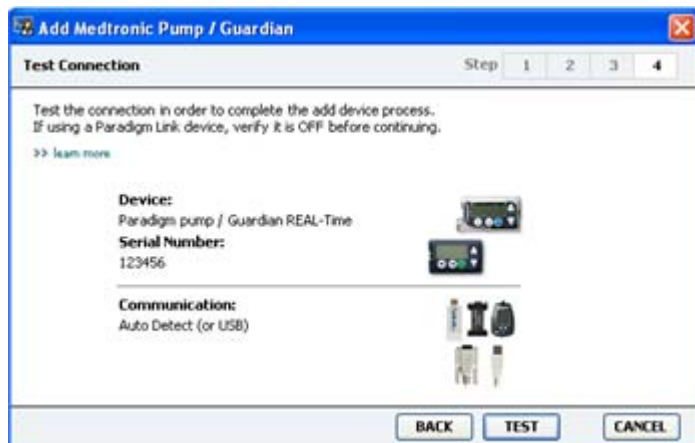 Add Medtronic Pump / Guardian
Test Connection
Step 1 2 3 4
Test the connection in order to complete the add device process.
If using a Paradigm Link device, verify it is OFF before continuing.
>> learn more
Device:
Paradigm pump / Guardian REAL-Time
Serial Number:
123456
Communication:
Auto Detect (or USB)
BACK TEST CANCEL